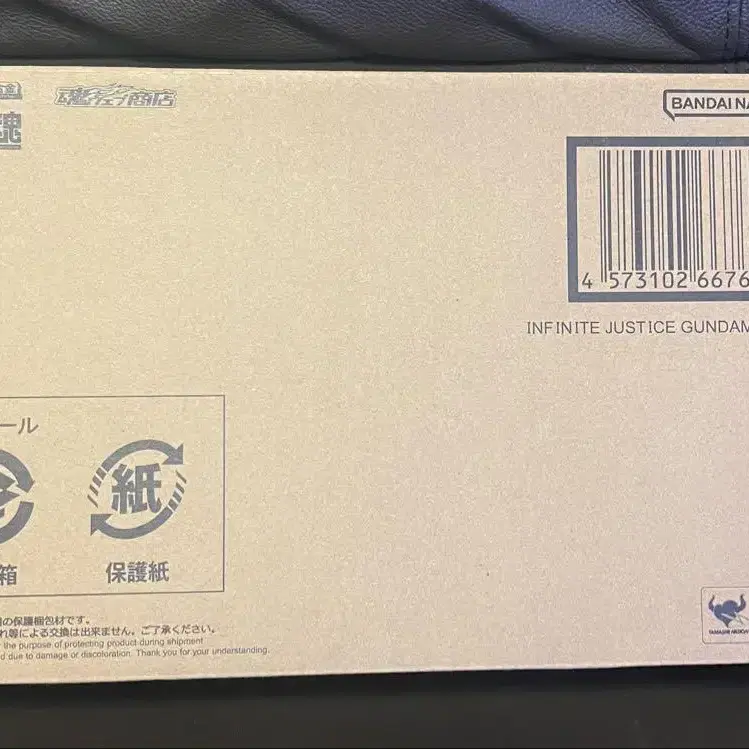 魂
魂ウェブ商店
BANDAI NA
4 573102 6676
INFINITE JUSTICE GUNDAM
ール
紙
箱
保護紙
の保護梱包材です。
れ等による交換は出来ません。ご了承ください。
the purpose of protecting product during shipment
d due to damage or discoloration. Thank you for your understanding.
TAMASHII NATIONS